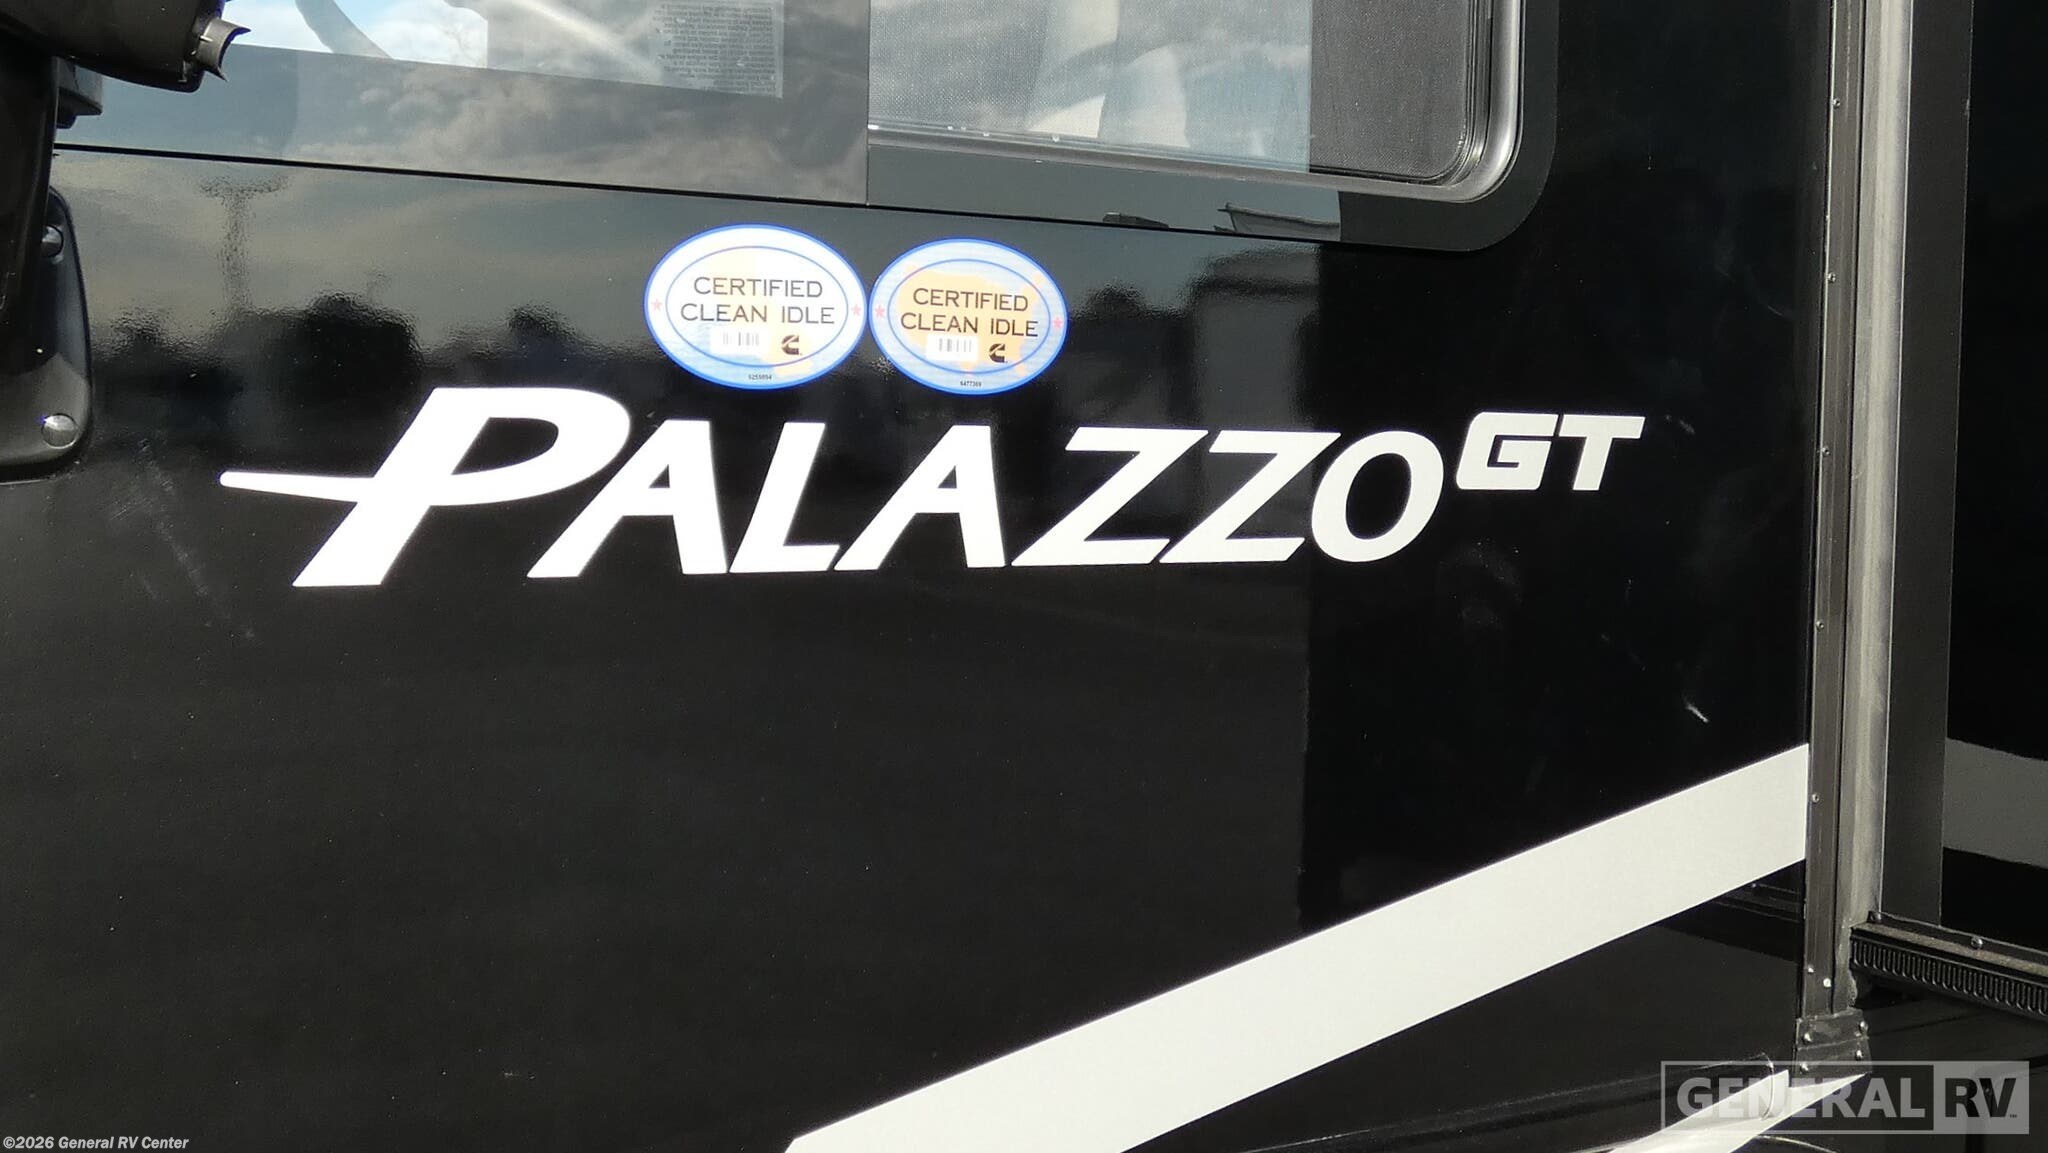 CERTIFIED
CLEAN IDLE
CERTIFIED
CLEAN IDLE
PALAZZO GT
GENERAL RV
©2026 General RV Center